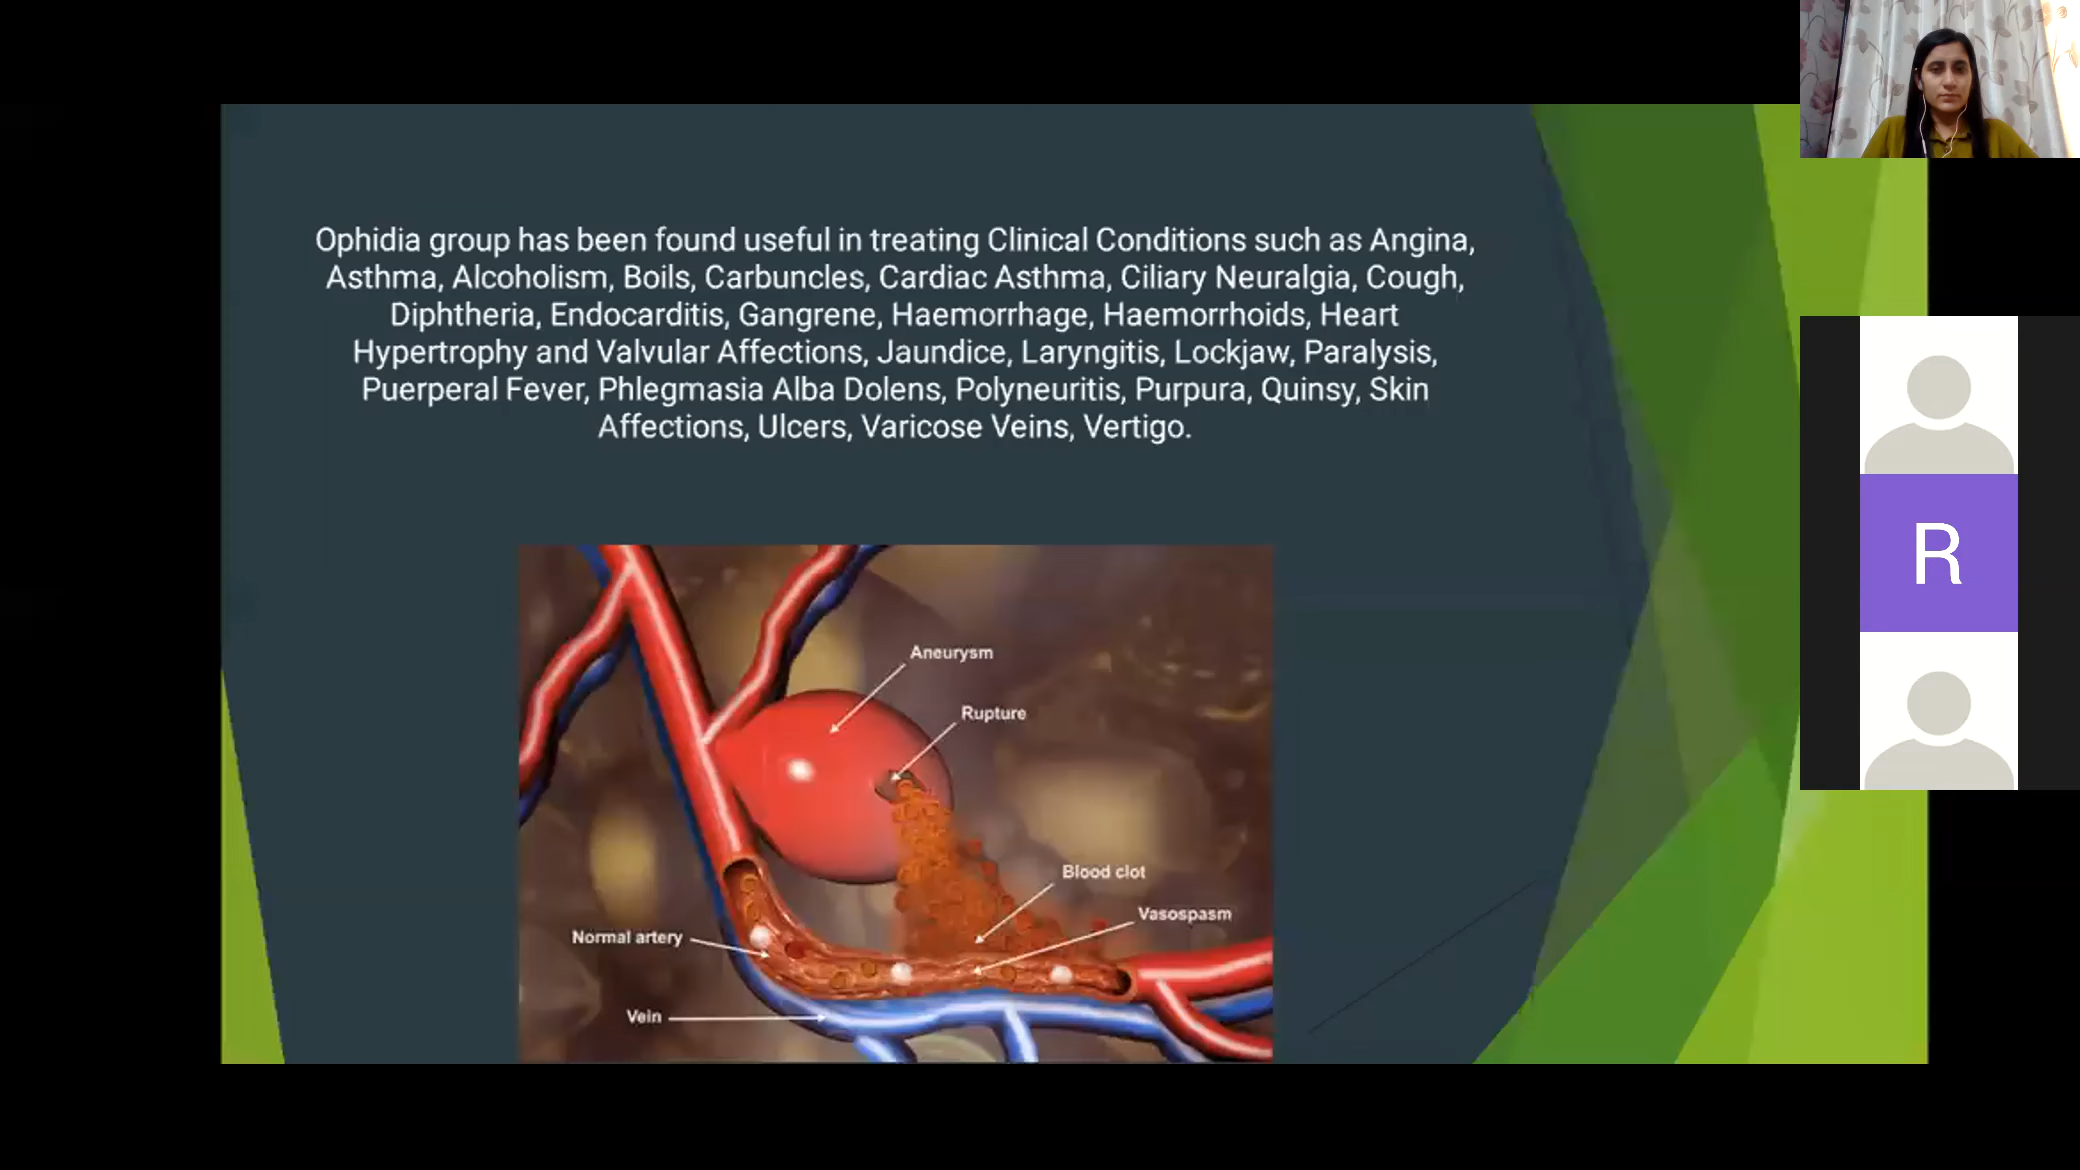 Ophidia group has been found useful in treating Clinical Conditions such as Angina,
Asthma, Alcoholism, Boils, Carbuncles, Cardiac Asthma, Ciliary Neuralgia, Cough,
Diphtheria, Endocarditis, Gangrene, Haemorrhage, Haemorrhoids, Heart
Hypertrophy and Valvular Affections, Jaundice, Laryngitis, Lockjaw, Paralysis,
Puerperal Fever, Phlegmasia Alba Dolens, Polyneuritis, Purpura, Quinsy, Skin
Affections, Ulcers, Varicose Veins, Vertigo.
R
Aneurysm
Rupture
Blood clot
Vasospasm
Normal artery
Vein